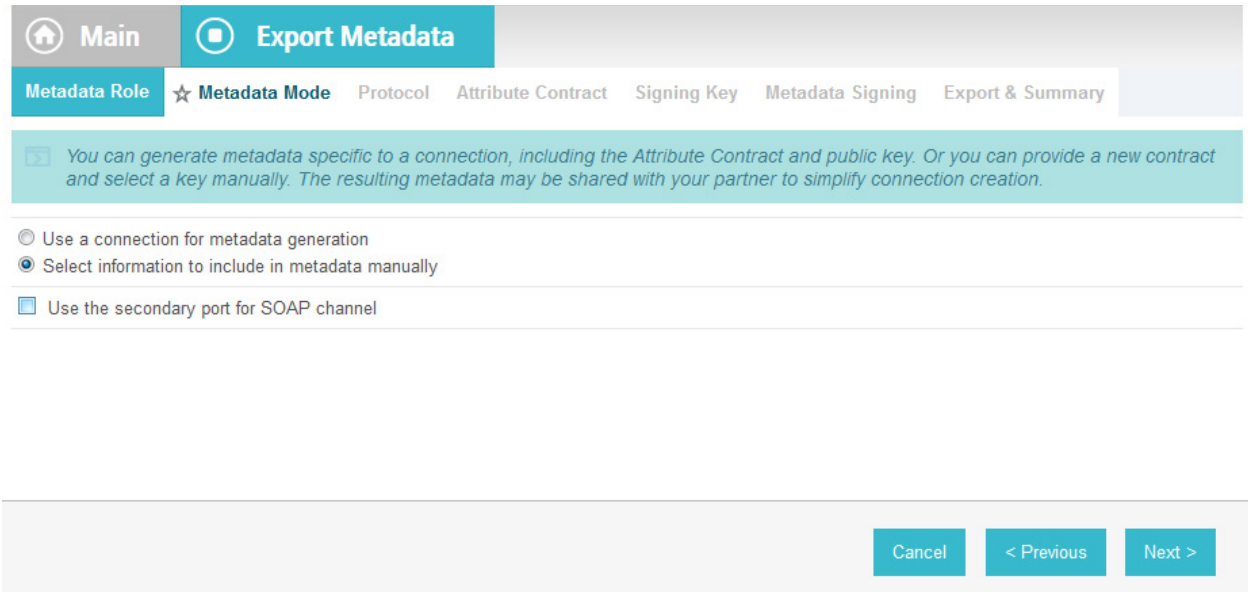 Main Export Metadata
Metadata Role Metadata Mode Protocol Attribute Contract Signing Key Metadata Signing Export & Summary
You can generate metadata specific to a connection, including the Attribute Contract and public key. Or you can provide a new contract
and select a key manually. The resulting metadata may be shared with your partner to simplify connection creation.
Use a connection for metadata generation
Select information to include in metadata manually
Use the secondary port for SOAP channel
Cancel < Previous Next >